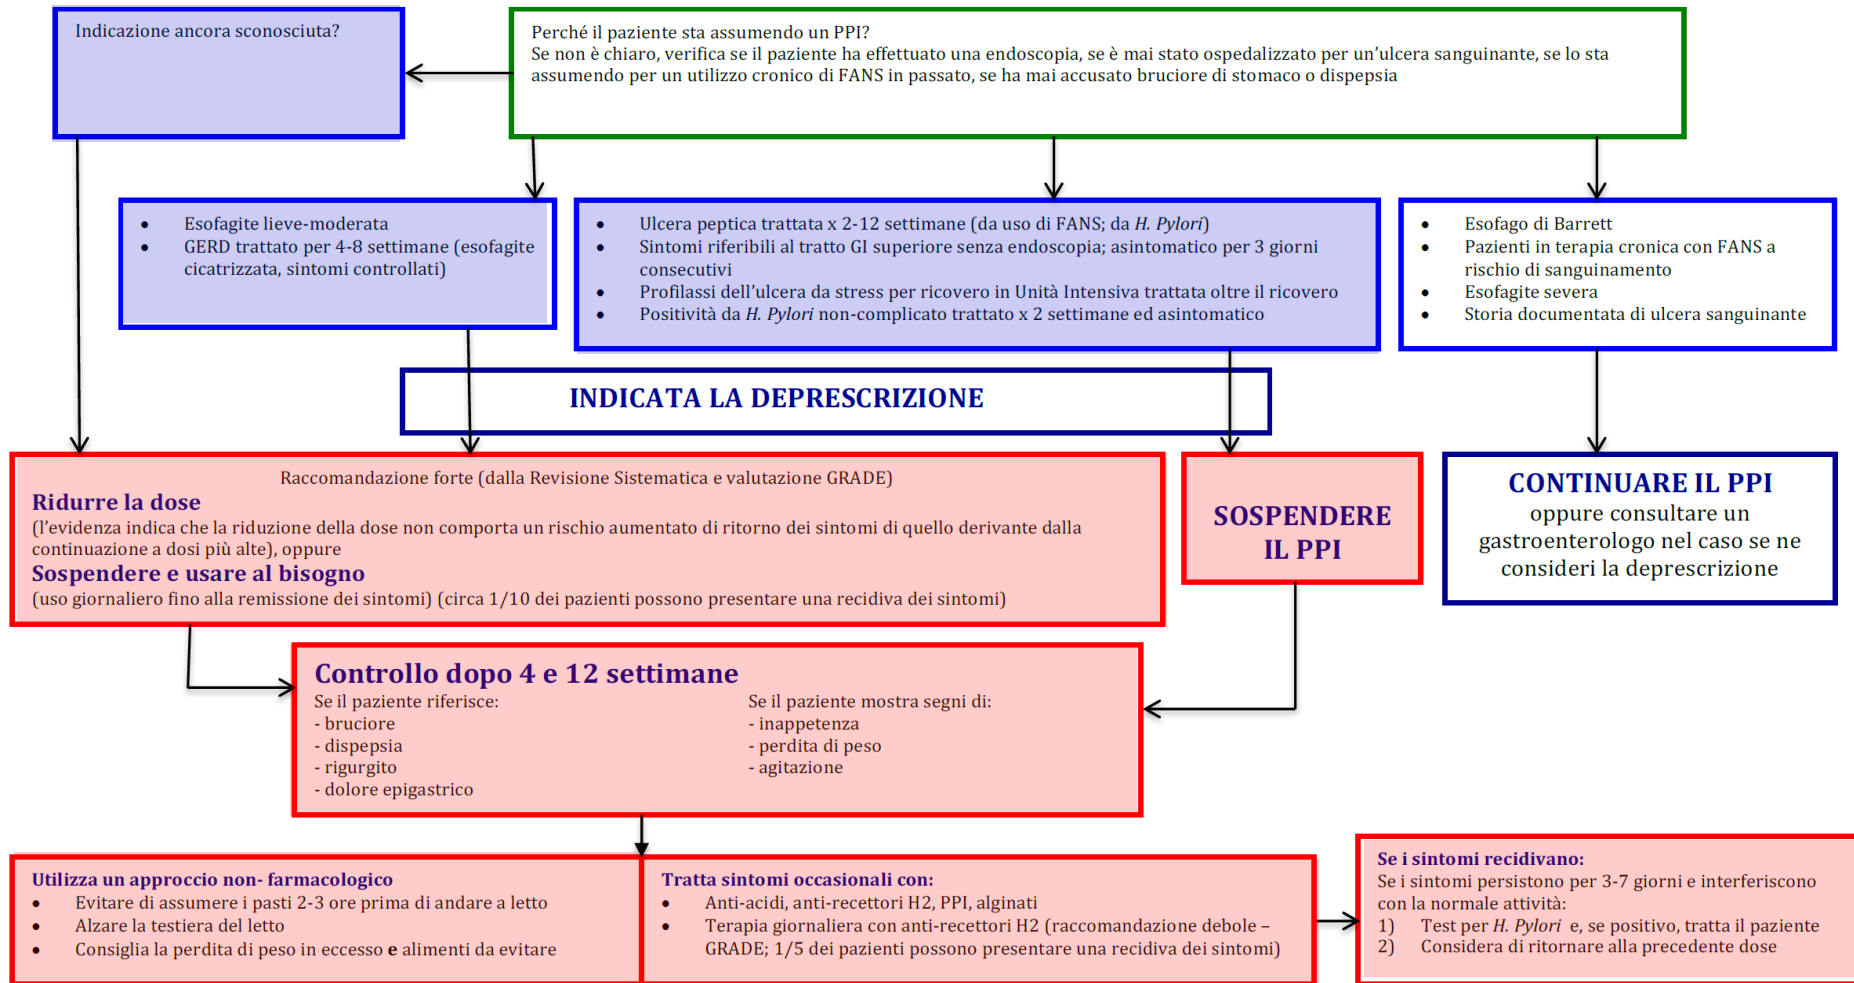 Indicazione ancora sconosciuta?
Perché il paziente sta assumendo un PPI?
Se non è chiaro, verifica se il paziente ha effettuato una endoscopia, se è mai stato ospedalizzato per un'ulcera sanguinante, se lo sta
assumendo per un utilizzo cronico di FANS in passato, se ha mai accusato bruciore di stomaco o dispepsia
• Esofagite lieve-moderata
• GERD trattato per 4-8 settimane (esofagite
cicatrizzata, sintomi controllati)
• Ulcera peptica trattata x 2-12 settimane (da uso di FANS; da H. Pylori)
• Sintomi riferibili al tratto GI superiore senza endoscopia; asintomatico per 3 giorni
consecutivi
• Profilassi dell'ulcera da stress per ricovero in Unità Intensiva trattata oltre il ricovero
• Positività da H. Pylori non-complicato trattato x 2 settimane ed asintomatico
• Esofago di Barrett
• Pazienti in terapia cronica con FANS a
rischio di sanguinamento
• Esofagite severa
• Storia documentata di ulcera sanguinante
INDICATA LA DEPRESCRIZIONE
Raccomandazione forte (dalla Revisione Sistematica e valutazione GRADE)
Ridurre la dose
(l'evidenza indica che la riduzione della dose non comporta un rischio aumentato di ritorno dei sintomi di quello derivante dalla
continuazione a dosi più alte), oppure
Sospendere e usare al bisogno
(uso giornaliero fino alla remissione dei sintomi) (circa 1/10 dei pazienti possono presentare una recidiva dei sintomi)
SOSPENDERE
IL PPI
CONTINUARE IL PPI
oppure consultare un
gastroenterologo nel caso se ne
consideri la deprescrizione
Controllo dopo 4 e 12 settimane
Se il paziente riferisce:
- bruciore
- dispepsia
- rigurgito
- dolore epigastrico
Se il paziente mostra segni di:
- inappetenza
- perdita di peso
- agitazione
Utilizza un approccio non- farmacologico
• Evitare di assumere i pasti 2-3 ore prima di andare a letto
• Alzare la testiera del letto
• Consiglia la perdita di peso in eccesso e alimenti da evitare
Tratta sintomi occasionali con:
• Anti-acidi, anti-recettori H2, PPI, alginati
• Terapia giornaliera con anti-recettori H2 (raccomandazione debole –
GRADE; 1/5 dei pazienti possono presentare una recidiva dei sintomi)
Se i sintomi recidivano:
Se i sintomi persistono per 3-7 giorni e interferiscono
con la normale attività:
1) Test per H. Pylori e, se positivo, tratta il paziente
2) Considera di ritornare alla precedente dose